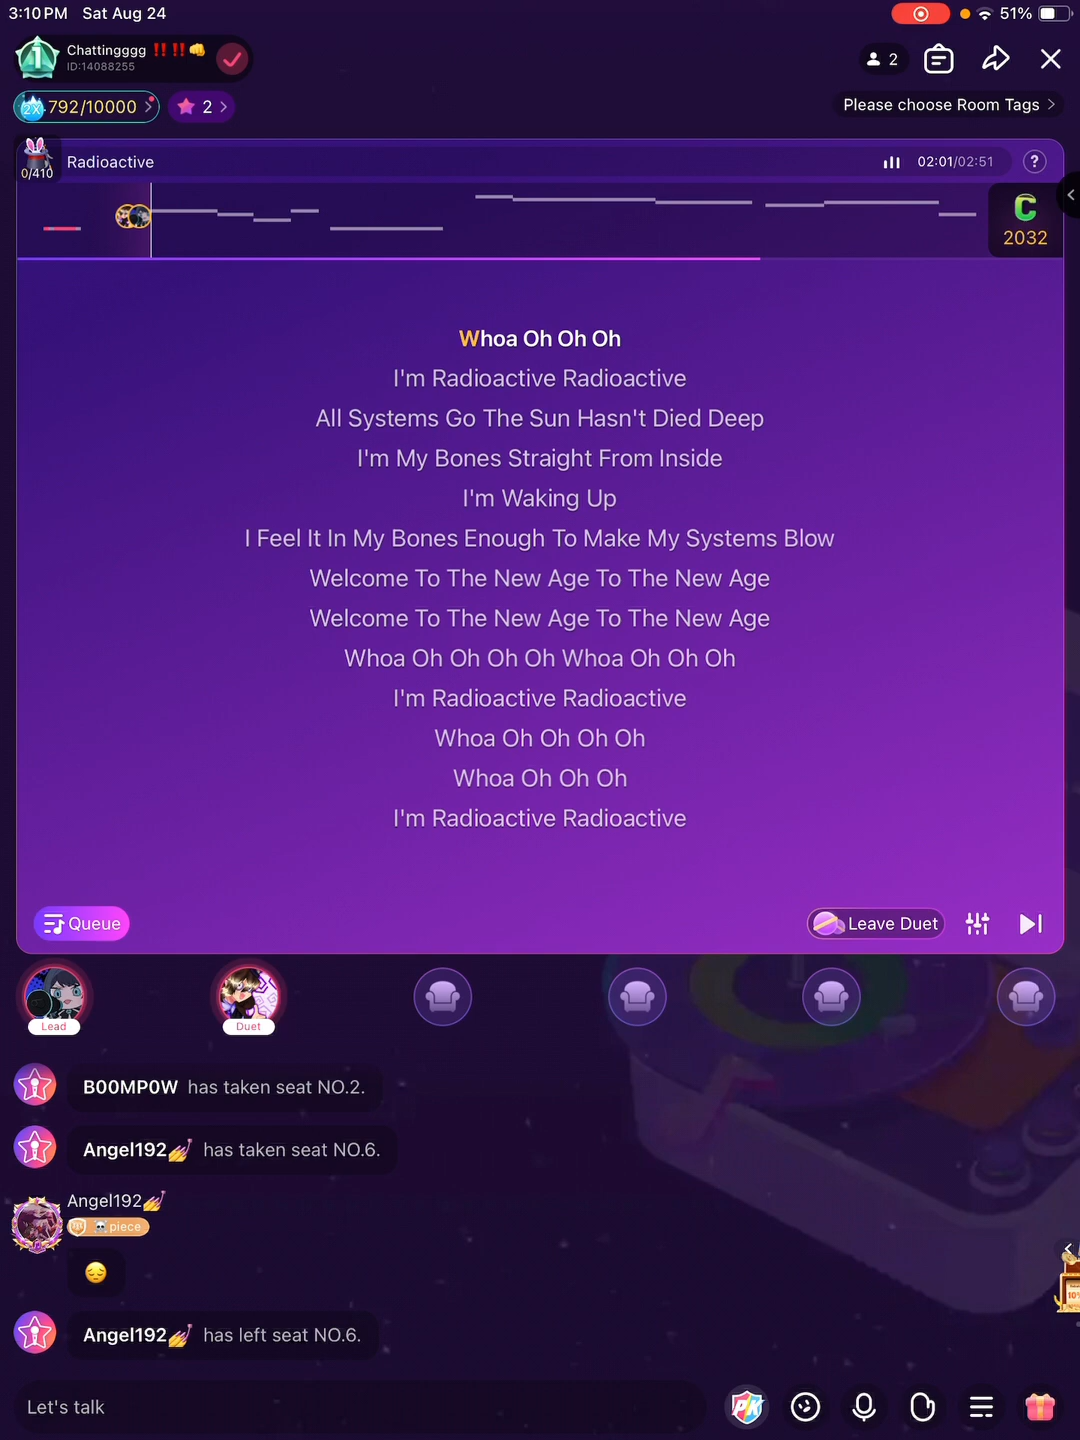 3:10 PM Sat Aug 24
51%
Chattingggg ‼️‼️👊
ID:14088255
2
2X 792/10000
2
Please choose Room Tags
0/410
Radioactive
02:01/02:51
?
C
2032
Whoa Oh Oh Oh
I'm Radioactive Radioactive
All Systems Go The Sun Hasn't Died Deep
I'm My Bones Straight From Inside
I'm Waking Up
I Feel It In My Bones Enough To Make My Systems Blow
Welcome To The New Age To The New Age
Welcome To The New Age To The New Age
Whoa Oh Oh Oh Oh Whoa Oh Oh Oh
I'm Radioactive Radioactive
Whoa Oh Oh Oh Oh
Whoa Oh Oh Oh
I'm Radioactive Radioactive
Queue
Leave Duet
Lead
Duet
B00MP0W has taken seat NO.2.
Angel192💅 has taken seat NO.6.
Angel192💅
☠️piece
😔
Angel192💅 has left seat NO.6.
Let's talk
PK